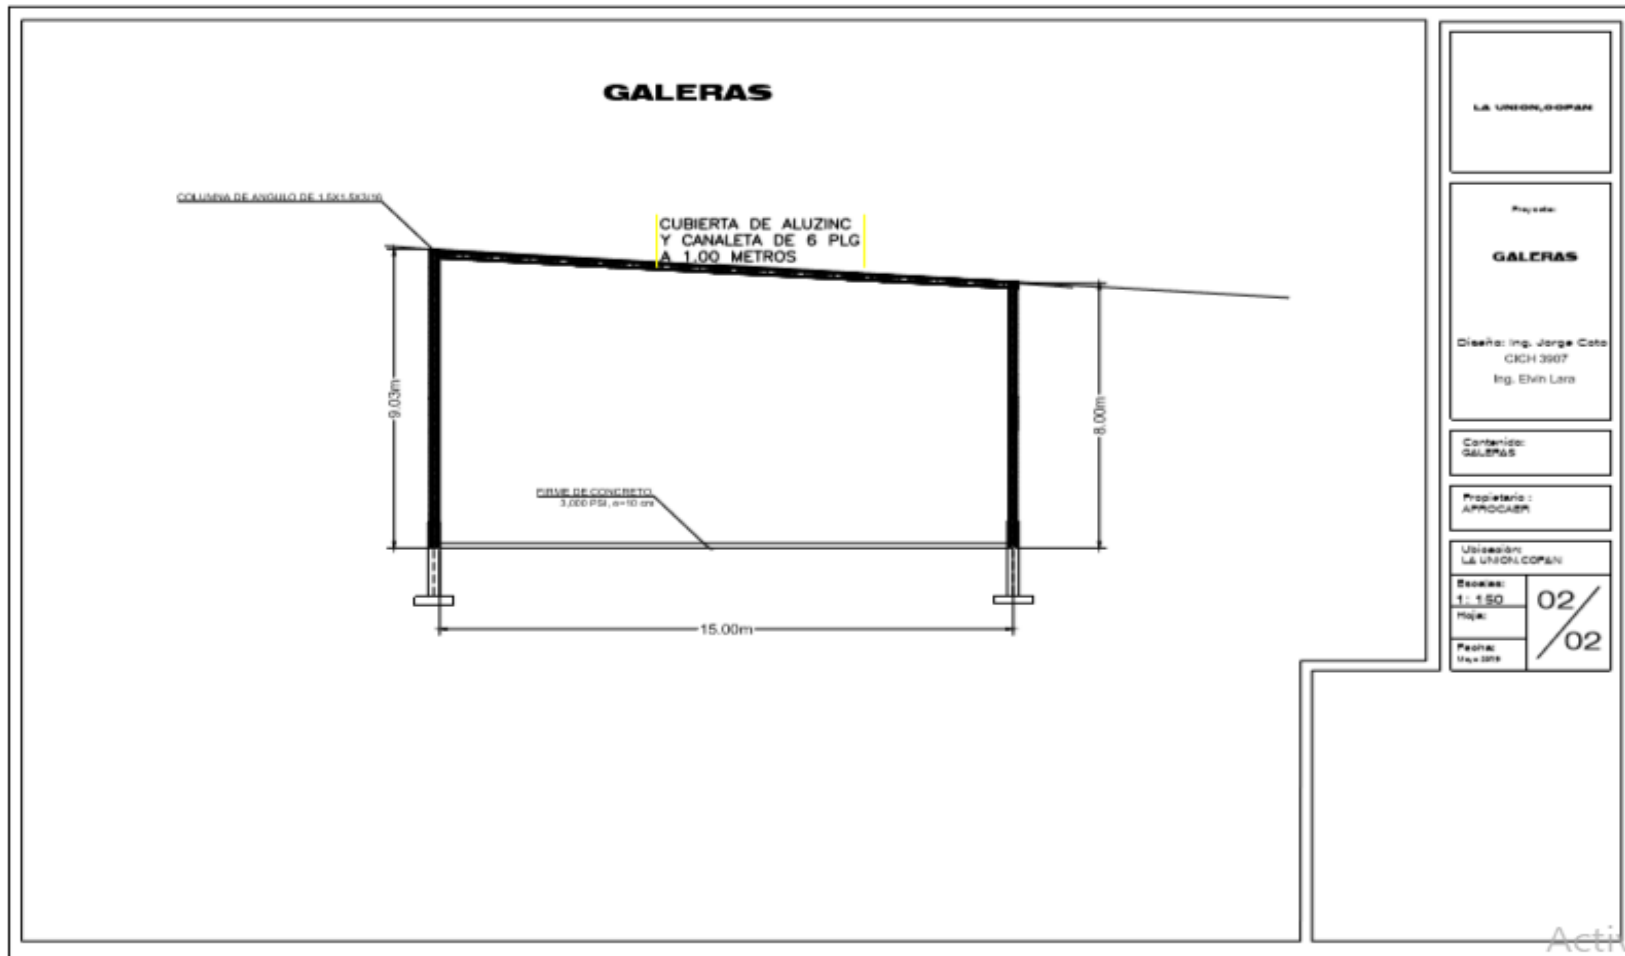 GALERAS
COLUMNA DE ANGULO DE 1.5X1.5X3/16
CUBIERTA DE ALUZINC
Y CANALETA DE 6 PLG
A 1.00 METROS
9.03m
8.00m
FIRME DE CONCRETO
3,000 PSI, e=10 cm
15.00m
LA UNION,COPAN
Proyecto:
GALERAS
Diseño: Ing. Jorge Coto
CICH 3907
Ing. Elvin Lara
Contenido:
GALERAS
Propietario :
APROCAER
Ubicación:
LA UNION,COPAN
Escalas:
1: 150
Hoja:
02/02
Fecha:
Activ